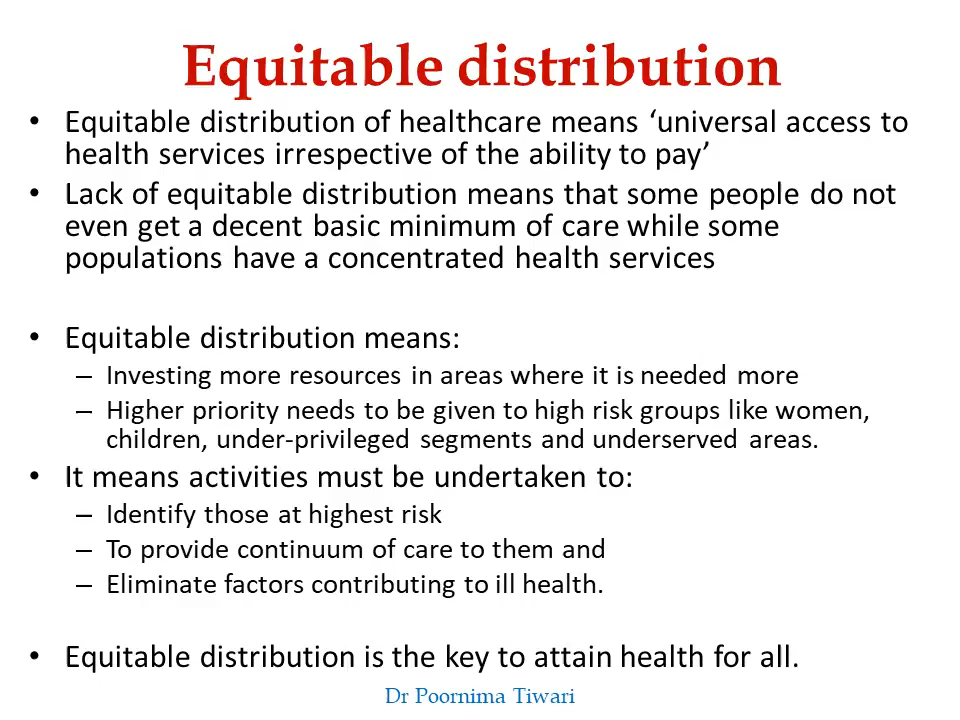 Equitable distribution
• Equitable distribution of healthcare means ‘universal access to
health services irrespective of the ability to pay’
• Lack of equitable distribution means that some people do not
even get a decent basic minimum of care while some
populations have a concentrated health services
• Equitable distribution means:
– Investing more resources in areas where it is needed more
– Higher priority needs to be given to high risk groups like women,
children, under-privileged segments and underserved areas.
• It means activities must be undertaken to:
– Identify those at highest risk
– To provide continuum of care to them and
– Eliminate factors contributing to ill health.
• Equitable distribution is the key to attain health for all.
Dr Poornima Tiwari